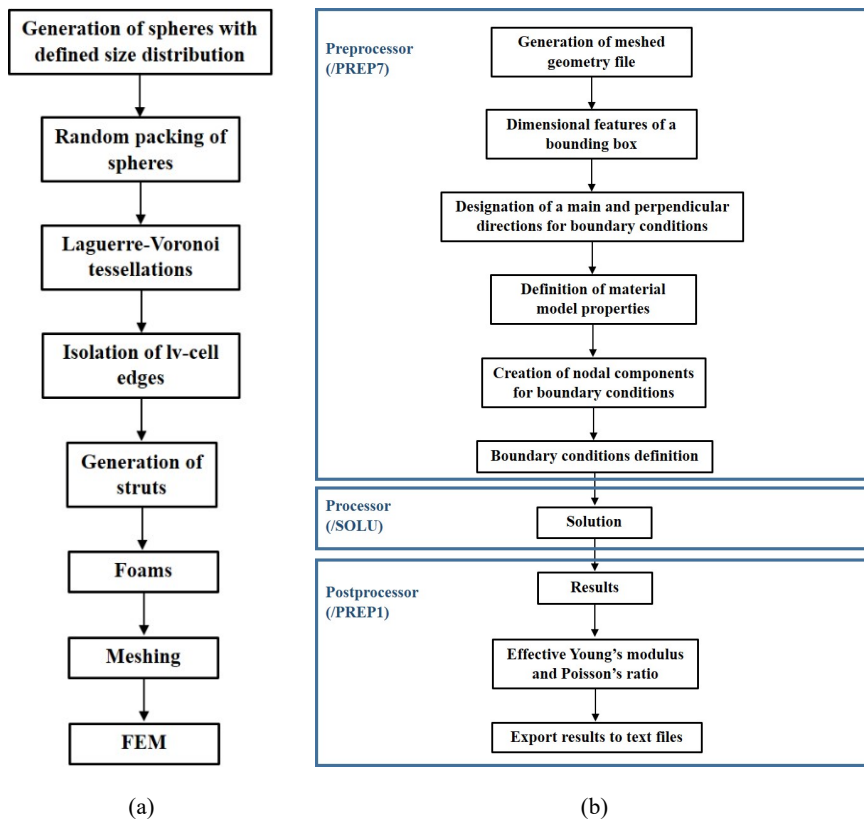 Generation of spheres with
defined size distribution
Random packing of
spheres
Laguerre-Voronoi
tessellations
Isolation of lv-cell
edges
Generation of
struts
Foams
Meshing
FEM
(a)
Preprocessor
(/PREP7)
Generation of meshed
geometry file
Dimensional features of a
bounding box
Designation of a main and perpendicular
directions for boundary conditions
Definition of material
model properties
Creation of nodal components
for boundary conditions
Boundary conditions definition
Processor
(/SOLU)
Solution
Postprocessor
(/PREP1)
Results
Effective Young's modulus
and Poisson's ratio
Export results to text files
(b)